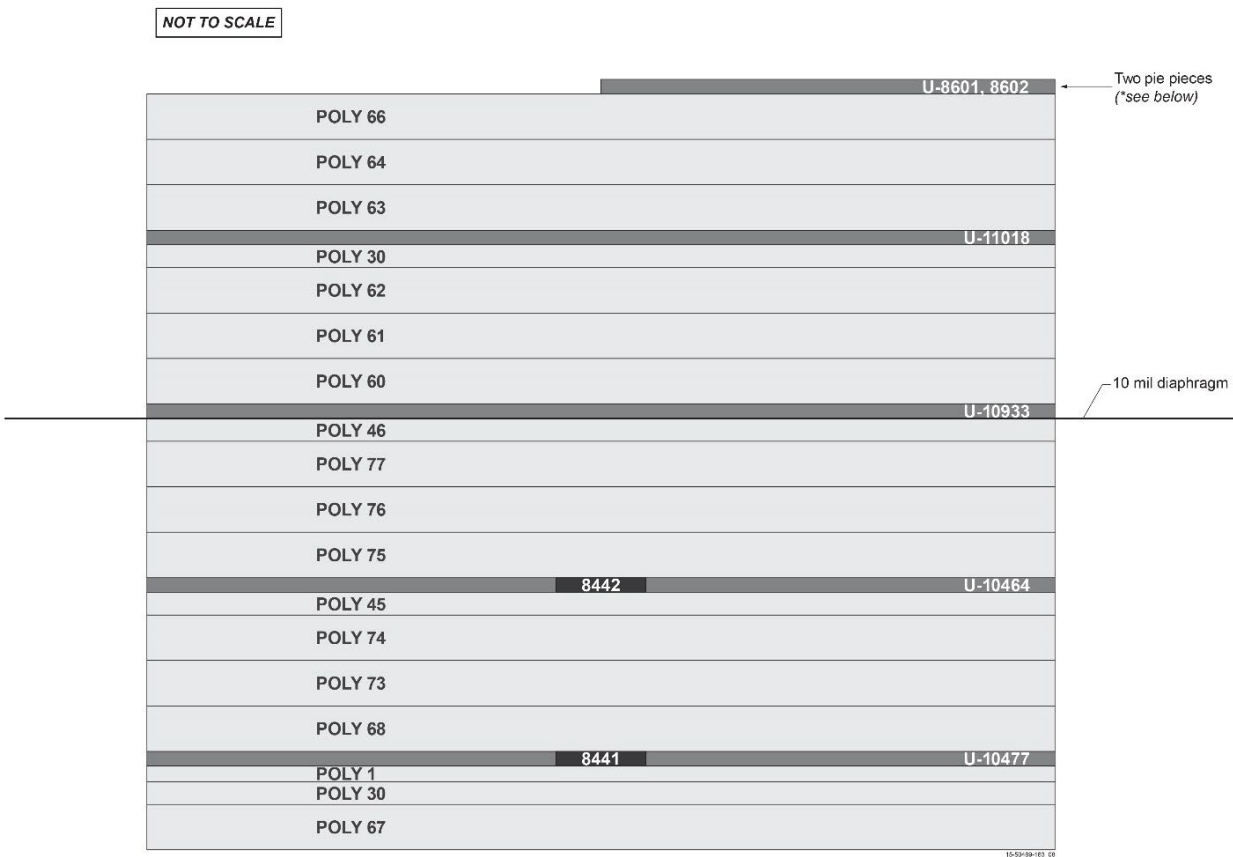 NOT TO SCALE
U-8601, 8602
Two pie pieces
(*see below)
POLY 66
POLY 64
POLY 63
U-11018
POLY 30
POLY 62
POLY 61
POLY 60
10 mil diaphragm
U-10933
POLY 46
POLY 77
POLY 76
POLY 75
8442 U-10464
POLY 45
POLY 74
POLY 73
POLY 68
8441 U-10477
POLY 1
POLY 30
POLY 67